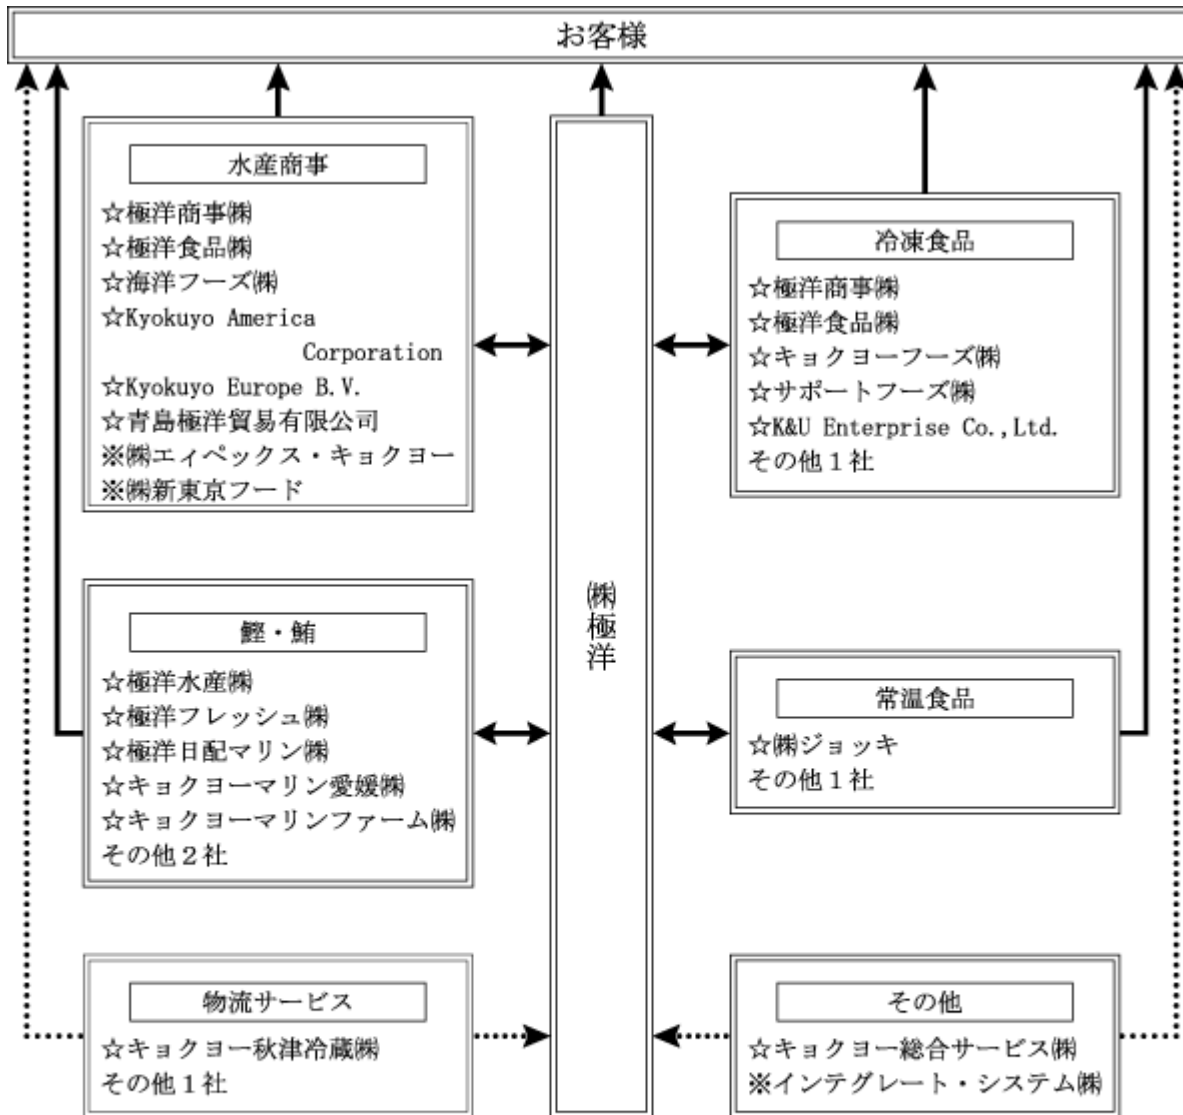 お客様
水産商事
☆極洋商事㈱
☆極洋食品㈱
☆海洋フーズ㈱
☆Kyokuyo America
Corporation
☆Kyokuyo Europe B.V.
☆青島極洋貿易有限公司
※㈱エィペックス・キョクヨー
※㈱新東京フード
鰹・鮪
☆極洋水産㈱
☆極洋フレッシュ㈱
☆極洋日配マリン㈱
☆キョクヨーマリン愛媛㈱
☆キョクヨーマリンファーム㈱
その他２社
物流サービス
☆キョクヨー秋津冷蔵㈱
その他１社
㈱極洋
冷凍食品
☆極洋商事㈱
☆極洋食品㈱
☆キョクヨーフーズ㈱
☆サポートフーズ㈱
☆K&U Enterprise Co.,Ltd.
その他１社
常温食品
☆㈱ジョッキ
その他１社
その他
☆キョクヨー総合サービス㈱
※インテグレート・システム㈱